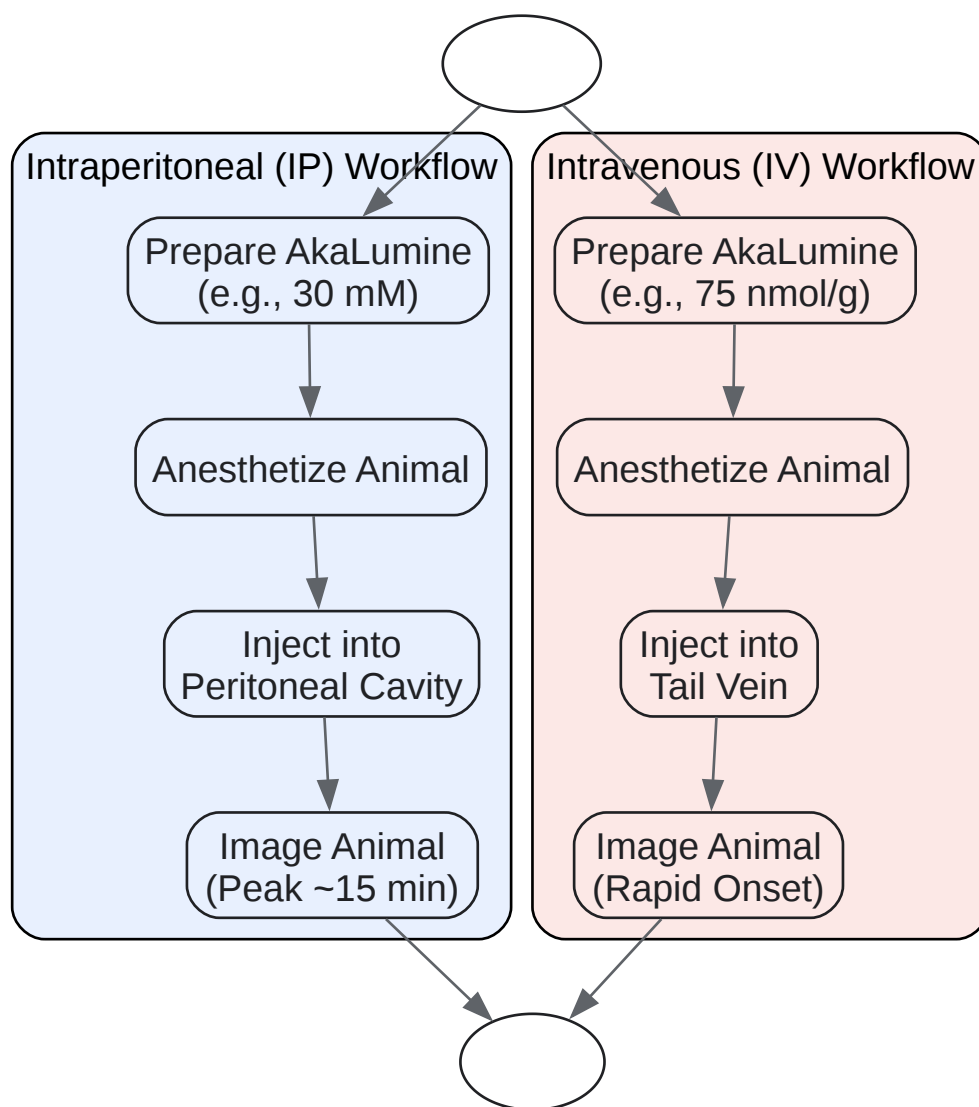 Intraperitoneal (IP) Workflow
Prepare AkaLumine
(e.g., 30 mM)
Anesthetize Animal
Inject into
Peritoneal Cavity
Image Animal
(Peak ~15 min)
Intravenous (IV) Workflow
Prepare AkaLumine
(e.g., 75 nmol/g)
Anesthetize Animal
Inject into
Tail Vein
Image Animal
(Rapid Onset)